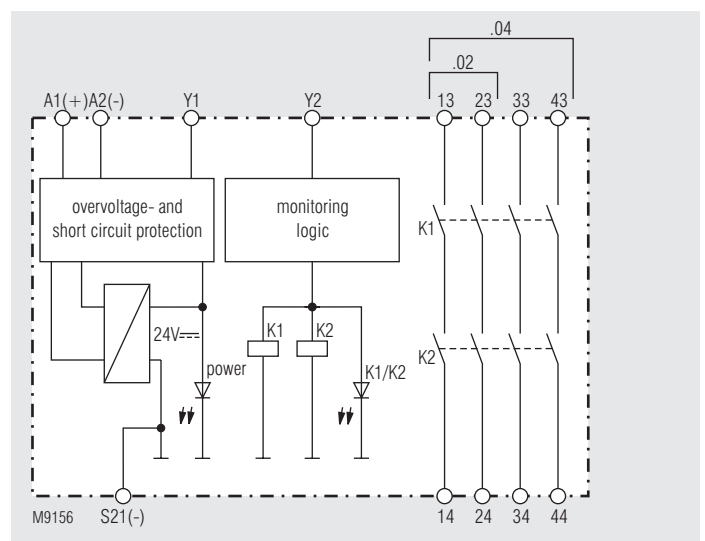 .04
.02
A1(+) A2(-) Y1 Y2 13 23 33 43
overvoltage- and
short circuit protection
monitoring
logic
K1
24V
K1 K2
K2
power
K1/K2
M9156 S21(-) 14 24 34 44